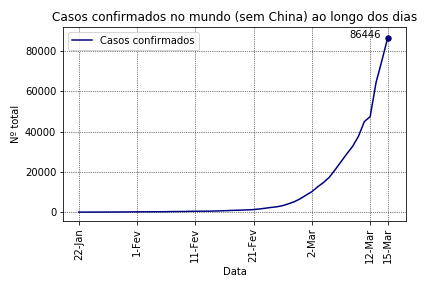 Casos confirmados no mundo (sem China) ao longo dos dias
Casos confirmados
86446
80000
60000
40000
20000
0
Nº total
22-Jan
1-Fev
11-Fev
21-Fev
2-Mar
12-Mar
15-Mar
Data